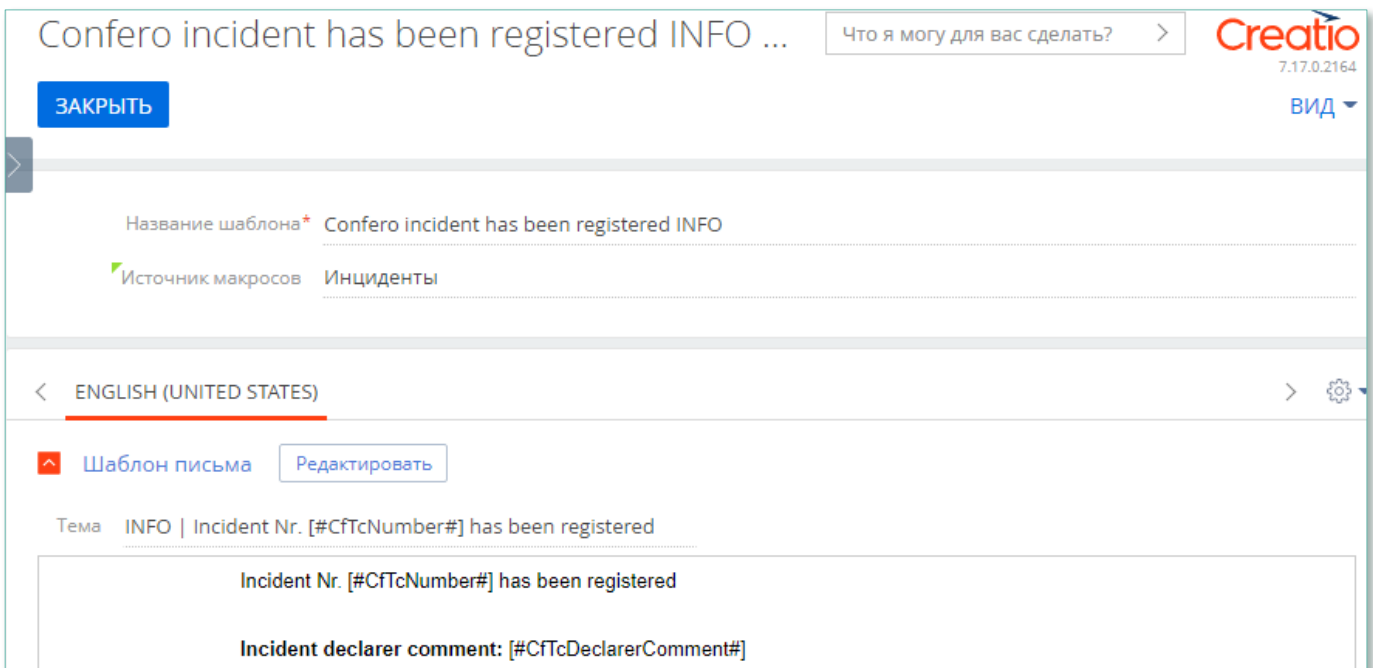 Confero incident has been registered INFO ...
Что я могу для вас сделать?
Creatio
7.17.0.2164
ЗАКРЫТЬ
ВИД
Название шаблона* Confero incident has been registered INFO
Источник макросов Инциденты
ENGLISH (UNITED STATES)
Шаблон письма Редактировать
Тема INFO | Incident Nr. [#CfTcNumber#] has been registered
Incident Nr. [#CfTcNumber#] has been registered
Incident declarer comment: [#CfTcDeclarerComment#]